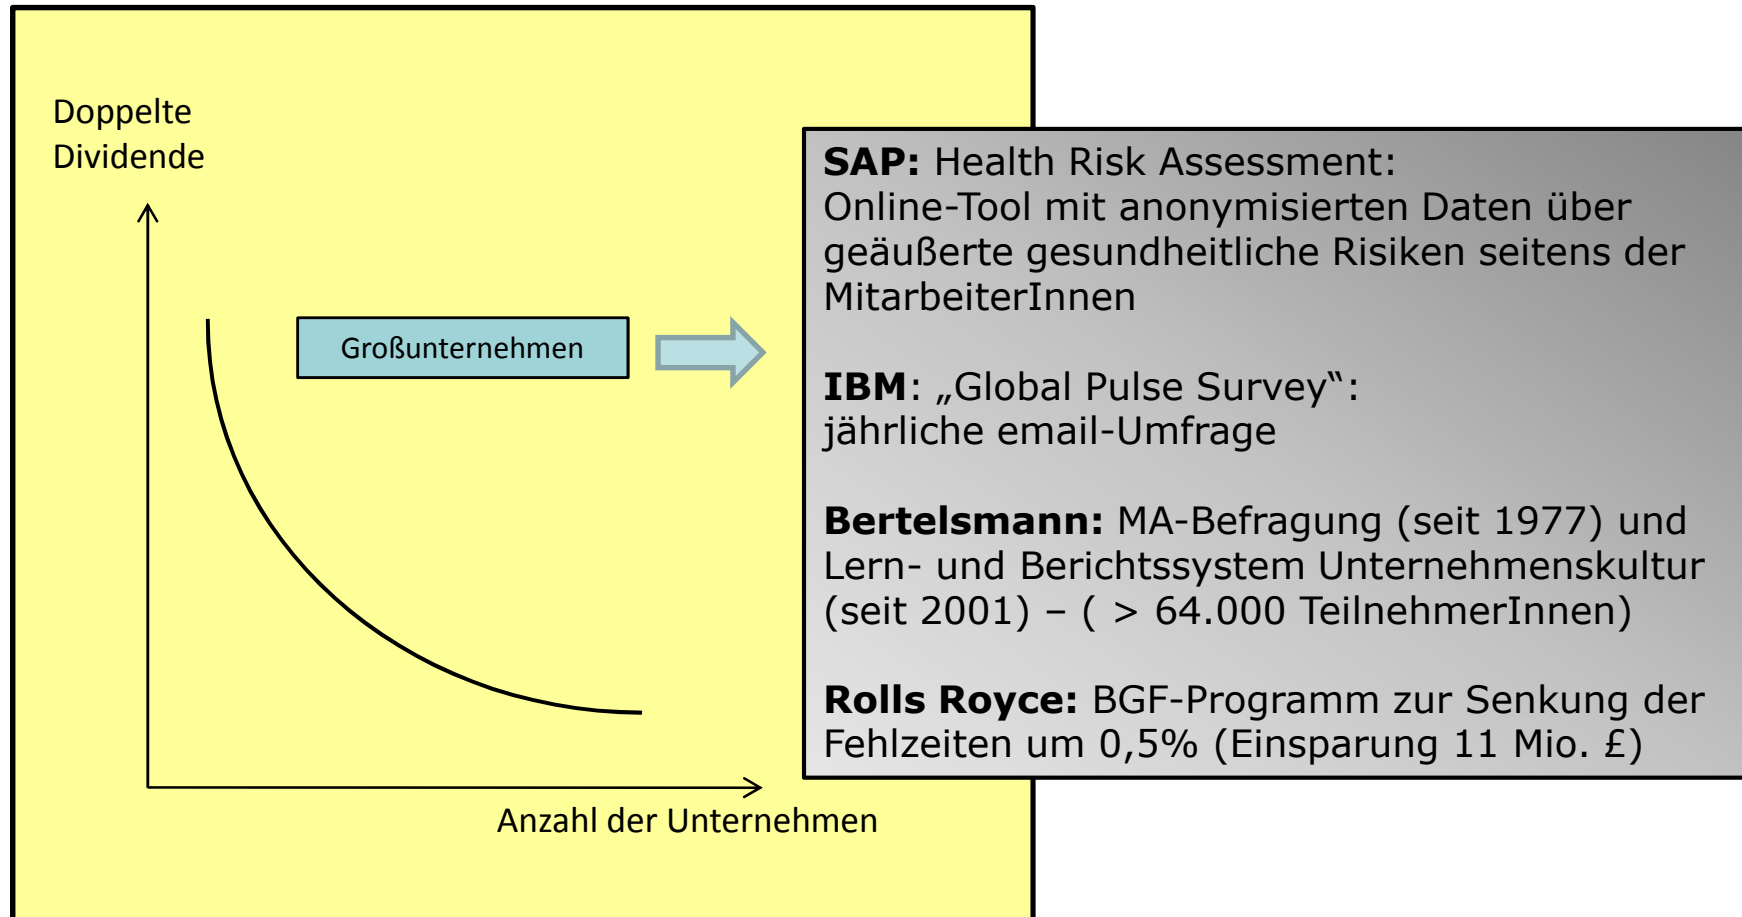 Doppelte
Dividende
Großunternehmen
Anzahl der Unternehmen
SAP: Health Risk Assessment:
Online-Tool mit anonymisierten Daten über
geäußerte gesundheitliche Risiken seitens der
MitarbeiterInnen
IBM: „Global Pulse Survey“:
jährliche email-Umfrage
Bertelsmann: MA-Befragung (seit 1977) und
Lern- und Berichtssystem Unternehmenskultur
(seit 2001) – ( > 64.000 TeilnehmerInnen)
Rolls Royce: BGF-Programm zur Senkung der
Fehlzeiten um 0,5% (Einsparung 11 Mio. £)